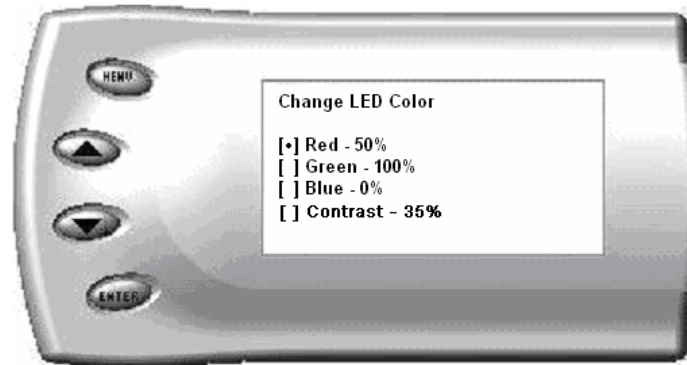 MENU
Change LED Color
[•] Red - 50%
[ ] Green - 100%
[ ] Blue - 0%
[ ] Contrast - 35%
ENTER